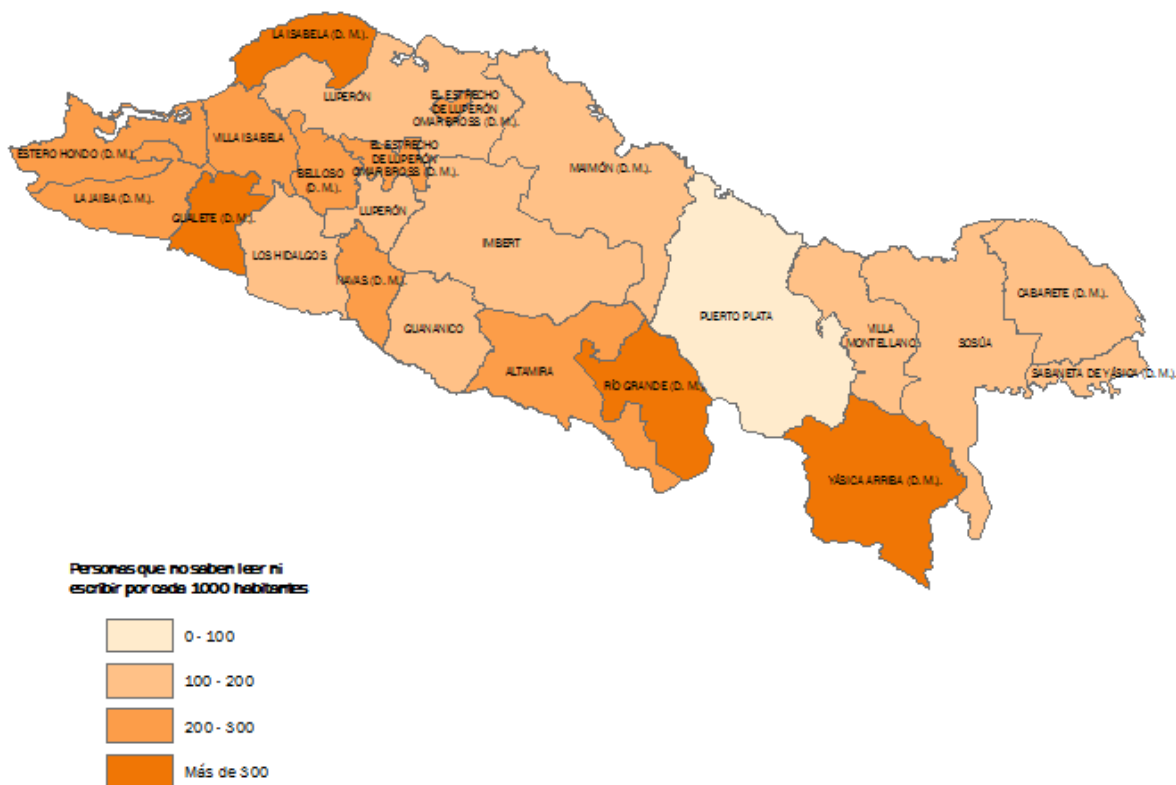 LA ISABELA (D. M.).
LUPERÓN
EL ESTRECHO
DE LUPERÓN
OMAR BROSS (D. M.).
VILLA ISABELA
ESTERO HONDO (D. M.).
EL ESTRECHO
DE LUPERÓN
OMAR BROSS (D. M.).
BELLOSO
(D. M.).
MAIMÓN (D. M.).
LA JAIBA (D. M.).
GUALETE (D. M.).
LUPERÓN
IMBERT
LOS HIDALGOS
NAVAS (D. M.).
CABARETE (D. M.).
PUERTO PLATA
GUANANICO
VILLA
MONTELLANO
SOSÚA
SABANETA DE YÁSICA (D. M.).
ALTAMIRA
RÍO GRANDE (D. M.).
YÁSICA ARRIBA (D. M.).
Personas que no saben leer ni
escribir por cada 1000 habitantes
0 - 100
100 - 200
200 - 300
Más de 300